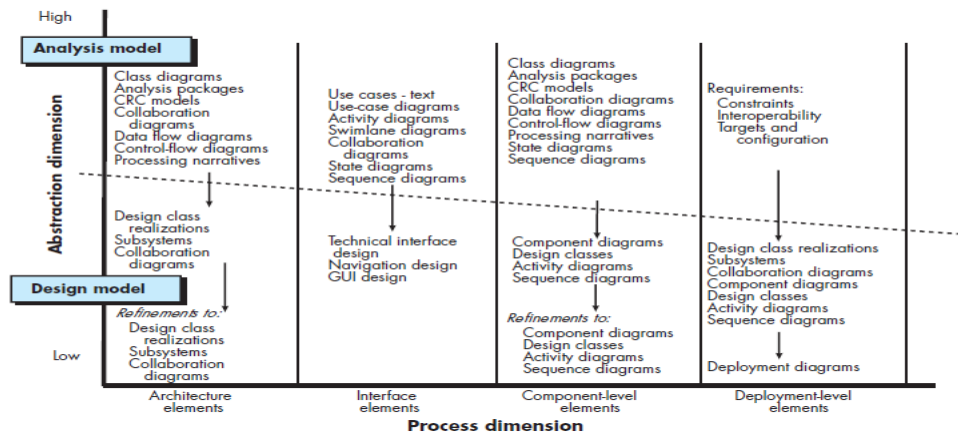 High
Analysis model
Abstraction dimension
Design model
Low
Class diagrams
Analysis packages
CRC models
Collaboration
diagrams
Data flow diagrams
Control-flow diagrams
Processing narratives
Design class
realizations
Subsystems
Collaboration
diagrams
Refinements to:
Design class
realizations
Subsystems
Collaboration
diagrams
Use cases - text
Use-case diagrams
Activity diagrams
Swimlane diagrams
Collaboration
diagrams
State diagrams
Sequence diagrams
Technical interface
design
Navigation design
GUI design
Class diagrams
Analysis packages
CRC models
Collaboration diagrams
Data flow diagrams
Control-flow diagrams
Processing narratives
State diagrams
Sequence diagrams
Component diagrams
Design classes
Activity diagrams
Sequence diagrams
Refinements to:
Component diagrams
Design classes
Activity diagrams
Sequence diagrams
Requirements:
Constraints
Interoperability
Targets and
configuration
Design class realizations
Subsystems
Collaboration diagrams
Component diagrams
Design classes
Activity diagrams
Sequence diagrams
Deployment diagrams
Architecture
elements
Interface
elements
Component-level
elements
Deployment-level
elements
Process dimension